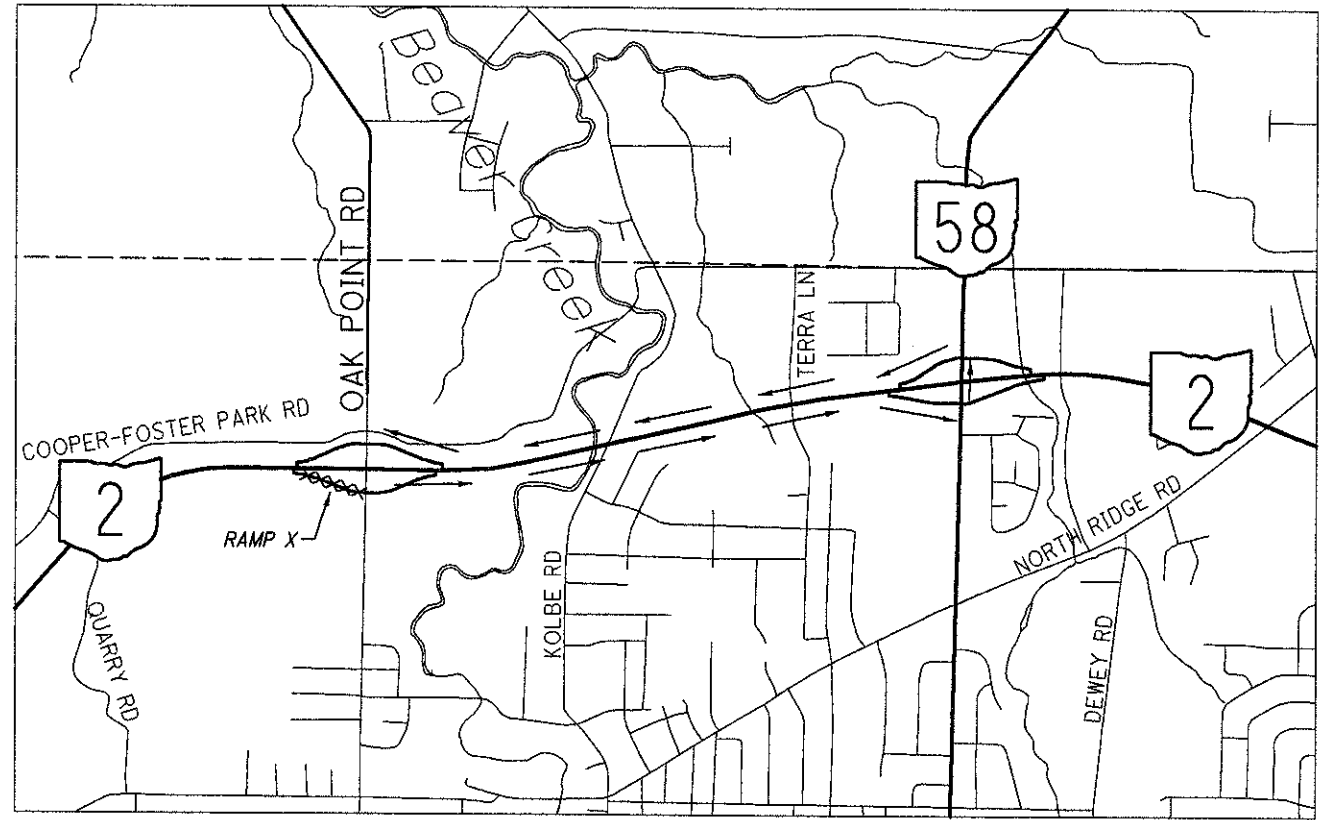 Beaver Creek
OAK POINT RD
58
TERRA LN
2
COOPER-FOSTER PARK RD
2
RAMP X
NORTH RIDGE RD
KOLBE RD
QUARRY RD
DEWEY RD